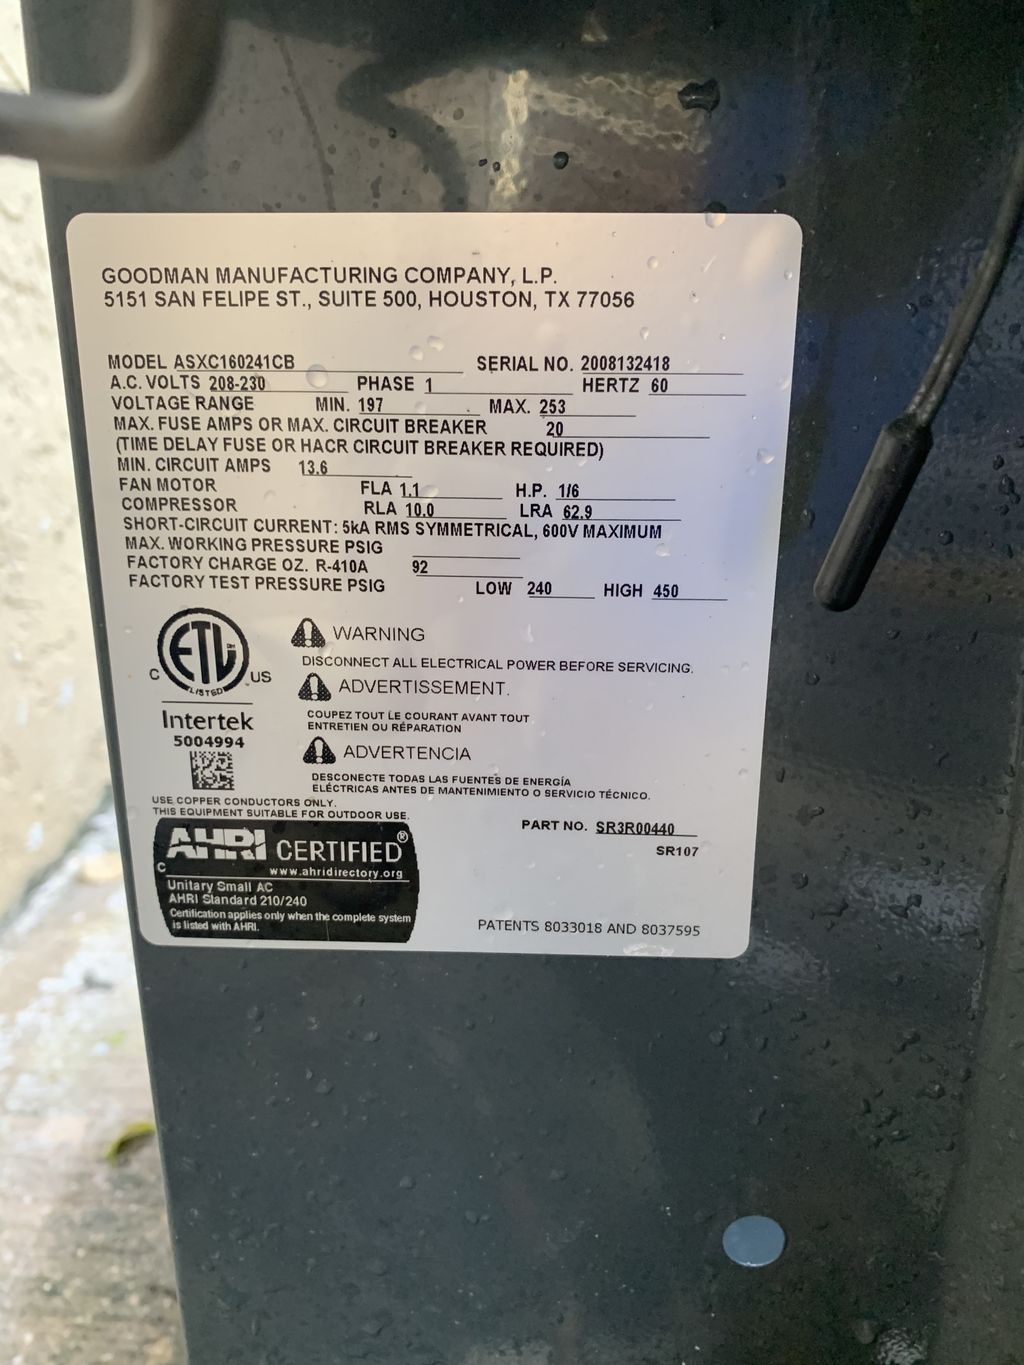 GOODMAN MANUFACTURING COMPANY, L.P.
5151 SAN FELIPE ST., SUITE 500, HOUSTON, TX 77056
MODEL ASXC160241CB SERIAL NO. 2008132418
A.C. VOLTS 208-230 PHASE 1 HERTZ 60
VOLTAGE RANGE MIN. 197 MAX. 253
MAX. FUSE AMPS OR MAX. CIRCUIT BREAKER 20
(TIME DELAY FUSE OR HACR CIRCUIT BREAKER REQUIRED)
MIN. CIRCUIT AMPS 13.6
FAN MOTOR FLA 1.1 H.P. 1/6
COMPRESSOR RLA 10.0 LRA 62.9
SHORT-CIRCUIT CURRENT: 5kA RMS SYMMETRICAL, 600V MAXIMUM
MAX. WORKING PRESSURE PSIG
FACTORY CHARGE OZ. R-410A 92
FACTORY TEST PRESSURE PSIG LOW 240 HIGH 450
ETL
LISTED
C US
Intertek
5004994
WARNING
DISCONNECT ALL ELECTRICAL POWER BEFORE SERVICING.
ADVERTISSEMENT.
COUPEZ TOUT LE COURANT AVANT TOUT
ENTRETIEN OU RÉPARATION
ADVERTENCIA
DESCONECTE TODAS LAS FUENTES DE ENERGÍA
ELÉCTRICAS ANTES DE MANTENIMIENTO O SERVICIO TÉCNICO.
USE COPPER CONDUCTORS ONLY.
THIS EQUIPMENT SUITABLE FOR OUTDOOR USE.
AHRI CERTIFIED®
C
www.ahridirectory.org
Unitary Small AC
AHRI Standard 210/240
Certification applies only when the complete system
is listed with AHRI.
PART NO. SR3R00440
SR107
PATENTS 8033018 AND 8037595